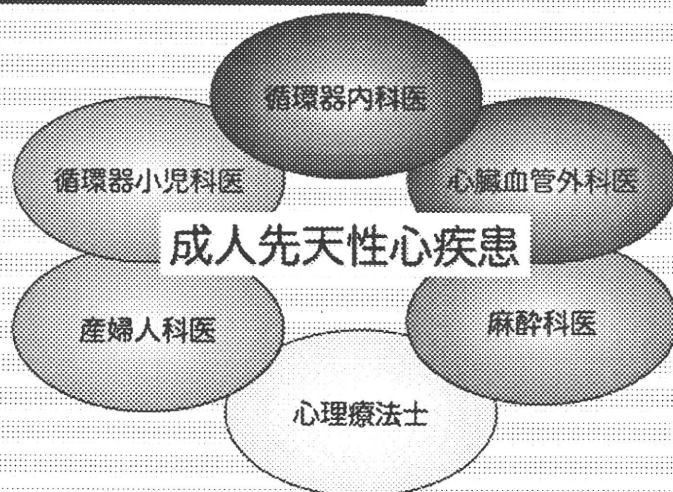 循環器内科医
循環器小児科医
心臓血管外科医
成人先天性心疾患
産婦人科医
麻酔科医
心理療法士